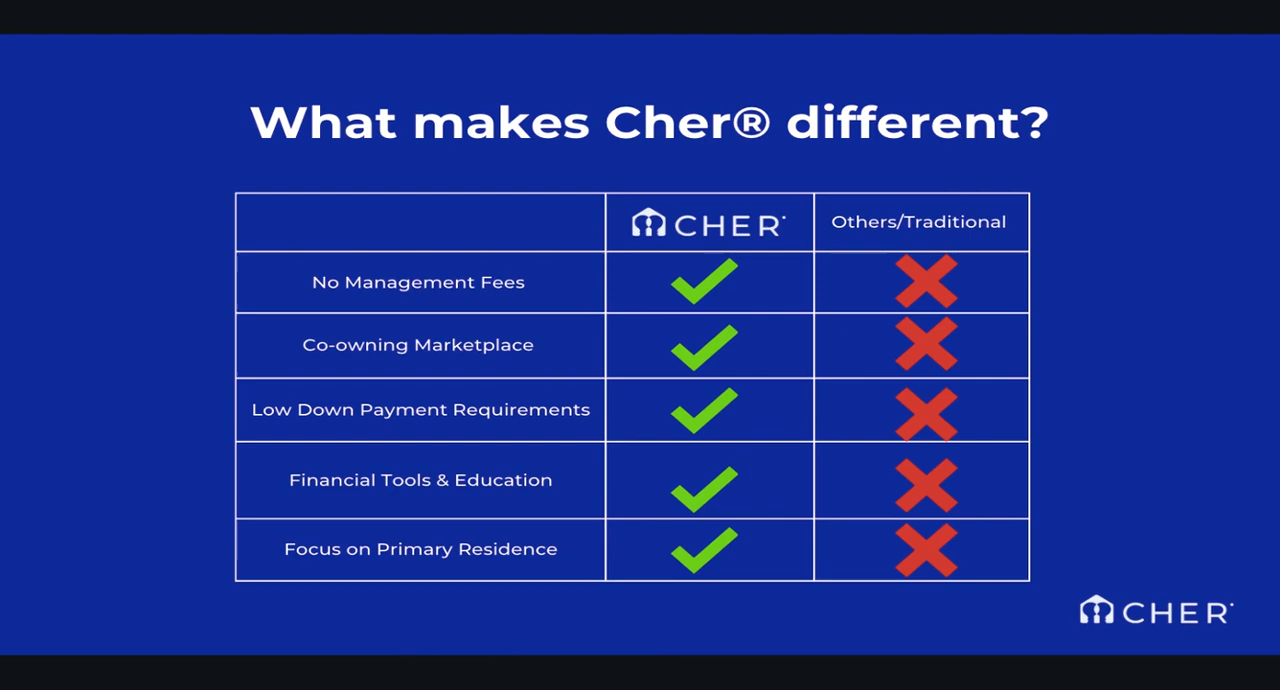 What makes Cher® different?
CHER
Others/Traditional
No Management Fees
Co-owning Marketplace
Low Down Payment Requirements
Financial Tools & Education
Focus on Primary Residence
CHER